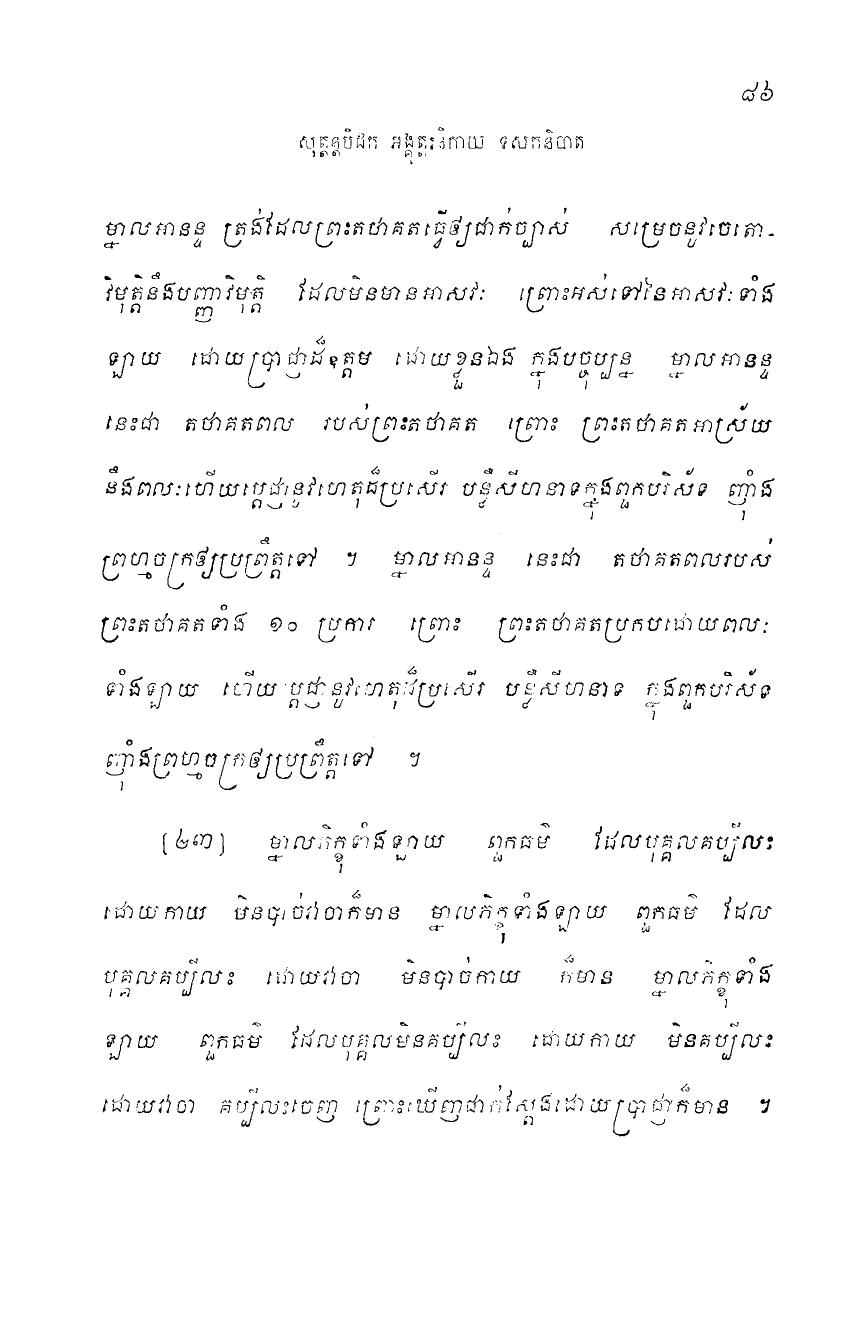 ៨៦
សុត្តន្តបិដក អង្គុត្តរនិកាយ ទសកនិបាត
ម្នាលអានន្ទ ត្រង់ដែលព្រះតថាគតធ្វើឲ្យជាក់ច្បាស់ សម្រេចនូវចេតោ-
វិមុត្តិនឹងបញ្ញាវិមុត្តិ ដែលមិនមានអាសវៈ ព្រោះអស់ទៅនៃអាសវៈទាំង
ឡាយ ដោយប្រាជ្ញាដ៏ឧត្តម ដោយខ្លួនឯង ក្នុងបច្ចុប្បន្ន ម្នាលអានន្ទ
នេះជា តថាគតពល របស់ព្រះតថាគត ព្រោះ ព្រះតថាគតអាស្រ័យ
នឹងពលៈហើយប្តេជ្ញានូវហេតុដ៏ប្រសើរ បន្លឺសីហនាទក្នុងពួកបរិស័ទ ញ៉ាំង
ព្រហ្មចក្រឲ្យប្រព្រឹត្តទៅ ។ ម្នាលអានន្ទ នេះជា តថាគតពលរបស់
ព្រះតថាគតទាំង ១០ ប្រការ ព្រោះ ព្រះតថាគតប្រកបដោយពលៈ
ទាំងឡាយ ហើយ ប្តេជ្ញានូវហេតុដ៏ប្រសើរ បន្លឺសីហនាទ ក្នុងពួកបរិស័ទ
ញ៉ាំងព្រហ្មចក្រឲ្យប្រព្រឹត្តទៅ ។
[២៣] ម្នាលភិក្ខុទាំងឡាយ ពួកធម៌ ដែលបុគ្គលគប្បីលះ
ដោយកាយ មិនបាច់វាចាក៏មាន ម្នាលភិក្ខុទាំងឡាយ ពួកធម៌ ដែល
បុគ្គលគប្បីលះ ដោយវាចា មិនបាច់កាយ ក៏មាន ម្នាលភិក្ខុទាំង
ឡាយ ពួកធម៌ ដែលបុគ្គលមិនគប្បីលះ ដោយកាយ មិនគប្បីលះ
ដោយវាចា គប្បីលះចេញ ព្រោះឃើញជាក់ស្តែងដោយប្រាជ្ញាក៏មាន ។